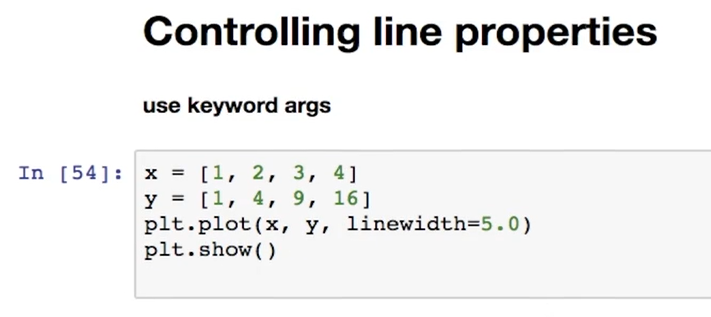 Controlling line properties
use keyword args
In [54]: x = [1, 2, 3, 4]
y = [1, 4, 9, 16]
plt.plot(x, y, linewidth=5.0)
plt.show()